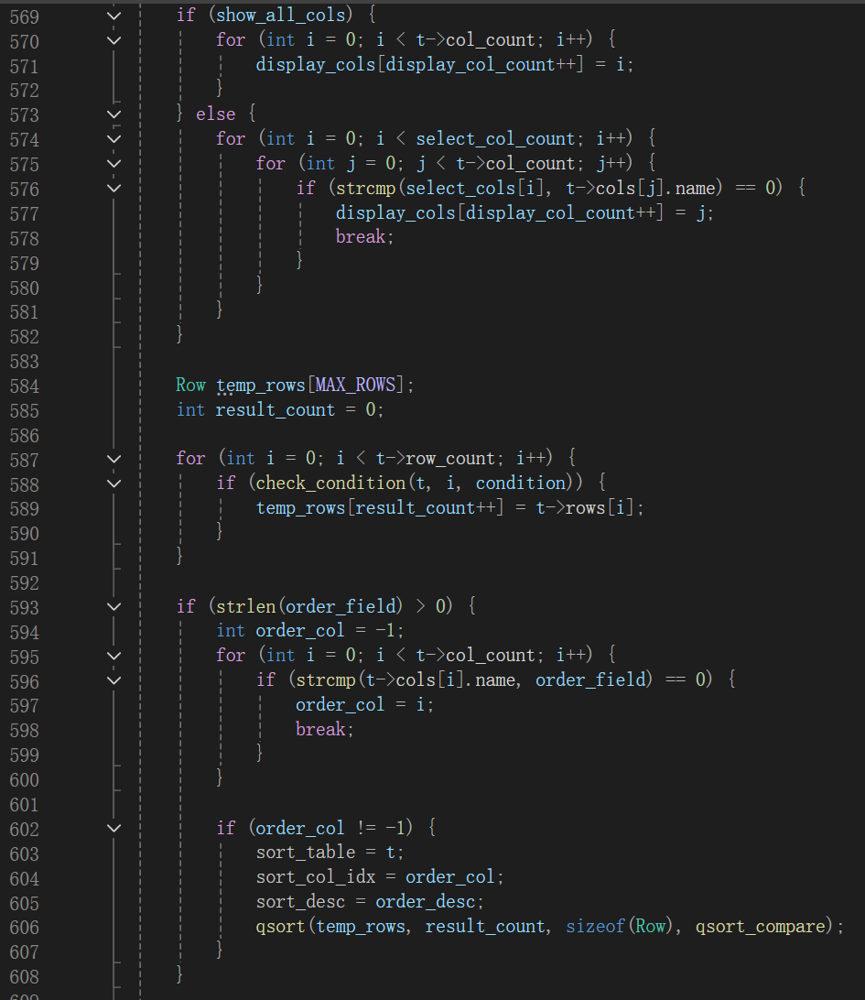 569 if (show_all_cols) {
570 for (int i = 0; i < t->col_count; i++) {
571 display_cols[display_col_count++] = i;
572 }
573 } else {
574 for (int i = 0; i < select_col_count; i++) {
575 for (int j = 0; j < t->col_count; j++) {
576 if (strcmp(select_cols[i], t->cols[j].name) == 0) {
577 display_cols[display_col_count++] = j;
578 break;
579 }
580 }
581 }
582 }
583
584 Row temp_rows[MAX_ROWS];
585 int result_count = 0;
586
587 for (int i = 0; i < t->row_count; i++) {
588 if (check_condition(t, i, condition)) {
589 temp_rows[result_count++] = t->rows[i];
590 }
591 }
592
593 if (strlen(order_field) > 0) {
594 int order_col = -1;
595 for (int i = 0; i < t->col_count; i++) {
596 if (strcmp(t->cols[i].name, order_field) == 0) {
597 order_col = i;
598 break;
599 }
600 }
601
602 if (order_col != -1) {
603 sort_table = t;
604 sort_col_idx = order_col;
605 sort_desc = order_desc;
606 qsort(temp_rows, result_count, sizeof(Row), qsort_compare);
607 }
608 }